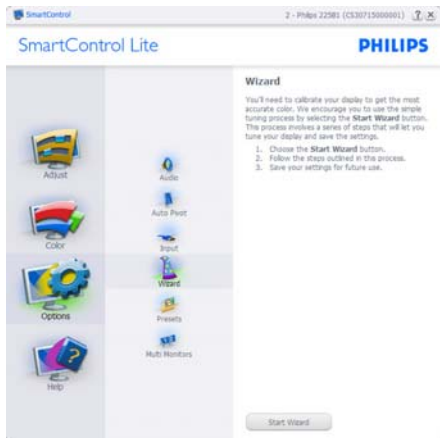 SmartControl
2 - Philips 225B1 (CS30715000001)
SmartControl Lite
PHILIPS
Adjust
Color
Options
Help
Audio
Auto Pivot
Input
Wizard
Presets
Multi Monitors
Wizard
You'll need to calibrate your display to get the most
accurate color. We encourage you to use the simple
tuning process by selecting the Start Wizard button.
This process involves a series of steps that will let you
tune your display and save the settings.
1. Choose the Start Wizard button.
2. Follow the steps outlined in this process.
3. Save your settings for future use.
Start Wizard